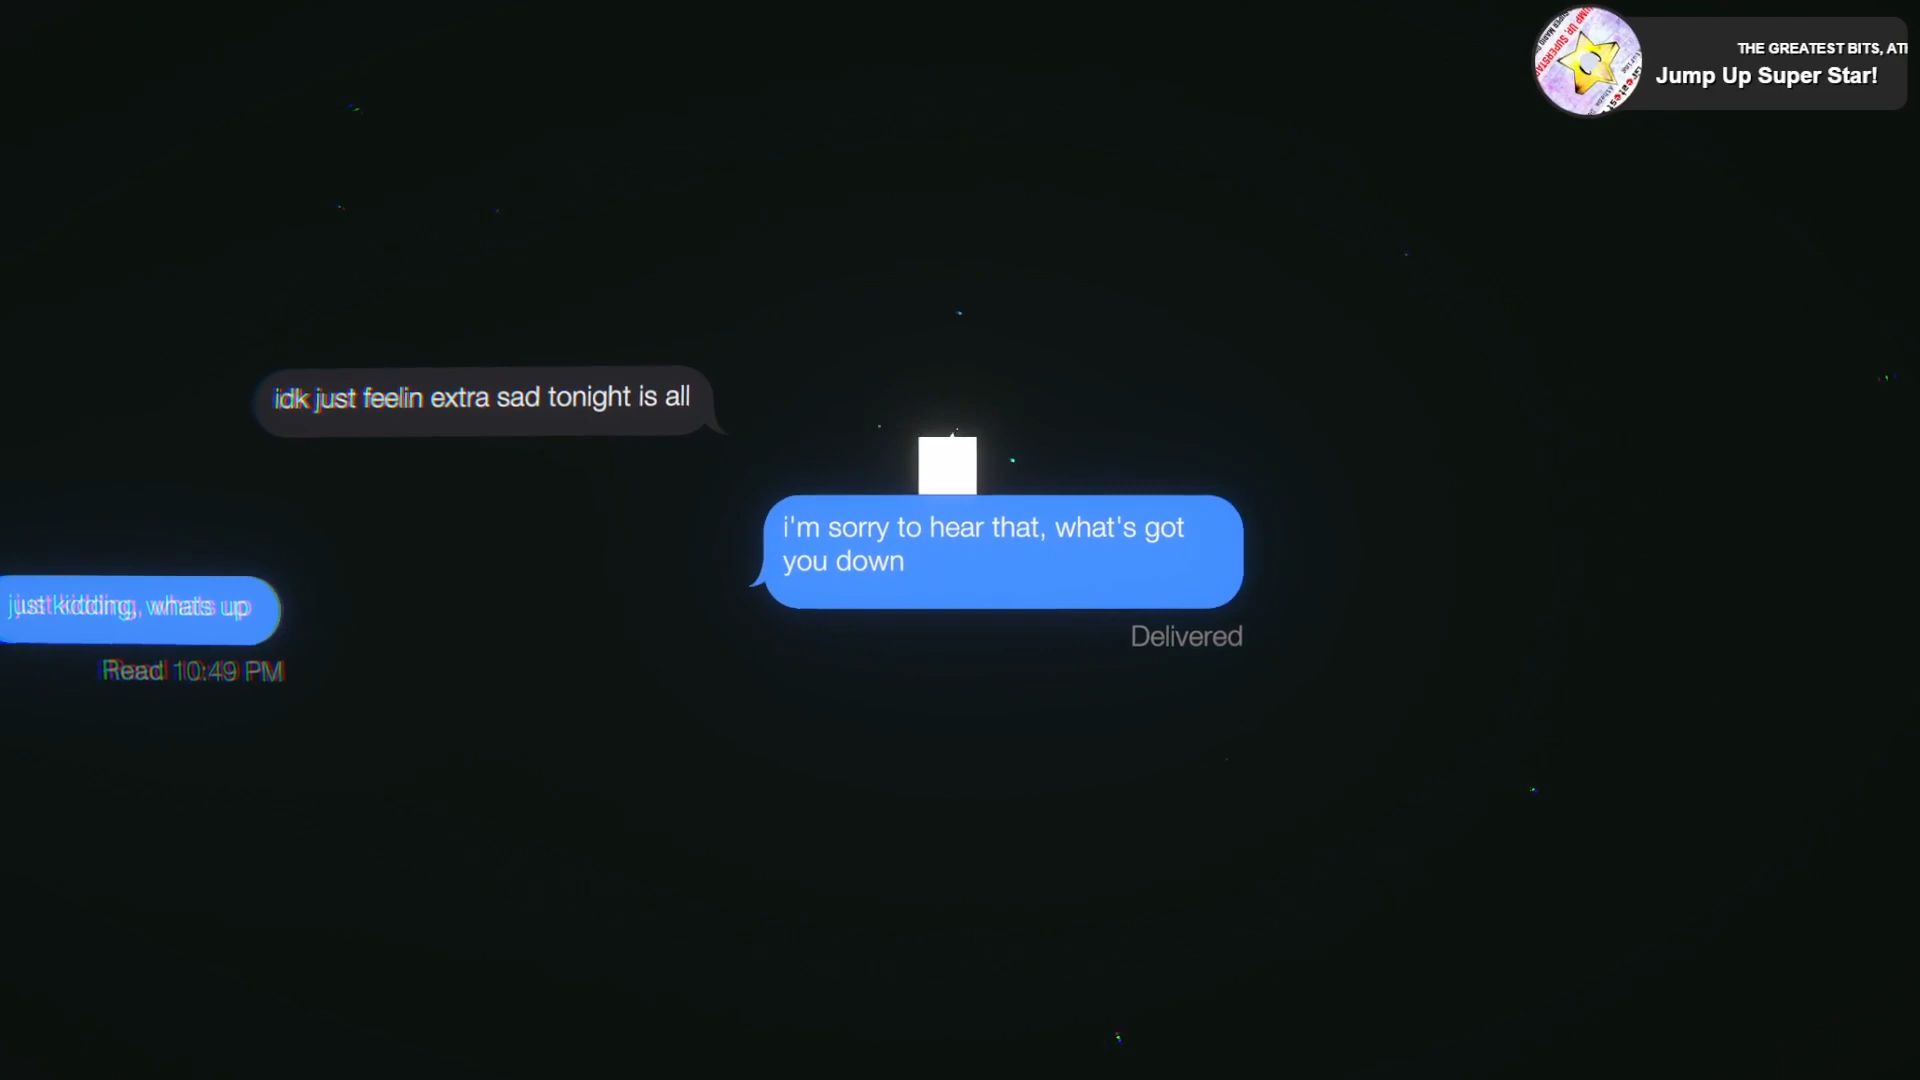 THE GREATEST BITS, ATI
Jump Up Super Star!
idk just feelin extra sad tonight is all
i'm sorry to hear that, what's got
you down
Delivered
just kidding, whats up
Read 10:49 PM